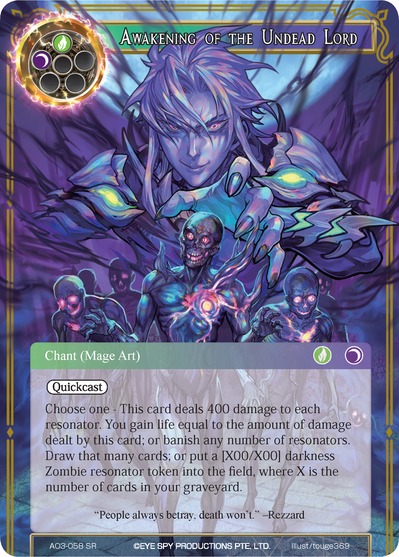 Awakening of the Undead Lord
Chant (Mage Art)
Quickcast
Choose one - This card deals 400 damage to each
resonator. You gain life equal to the amount of damage
dealt by this card; or banish any number of resonators.
Draw that many cards; or put a [X00/X00] darkness
Zombie resonator token into the field, where X is the
number of cards in your graveyard.
“People always betray, death won’t.” –Rezzard
A03-058 SR ©EYE SPY PRODUCTIONS PTE. LTD. Illust/touge369